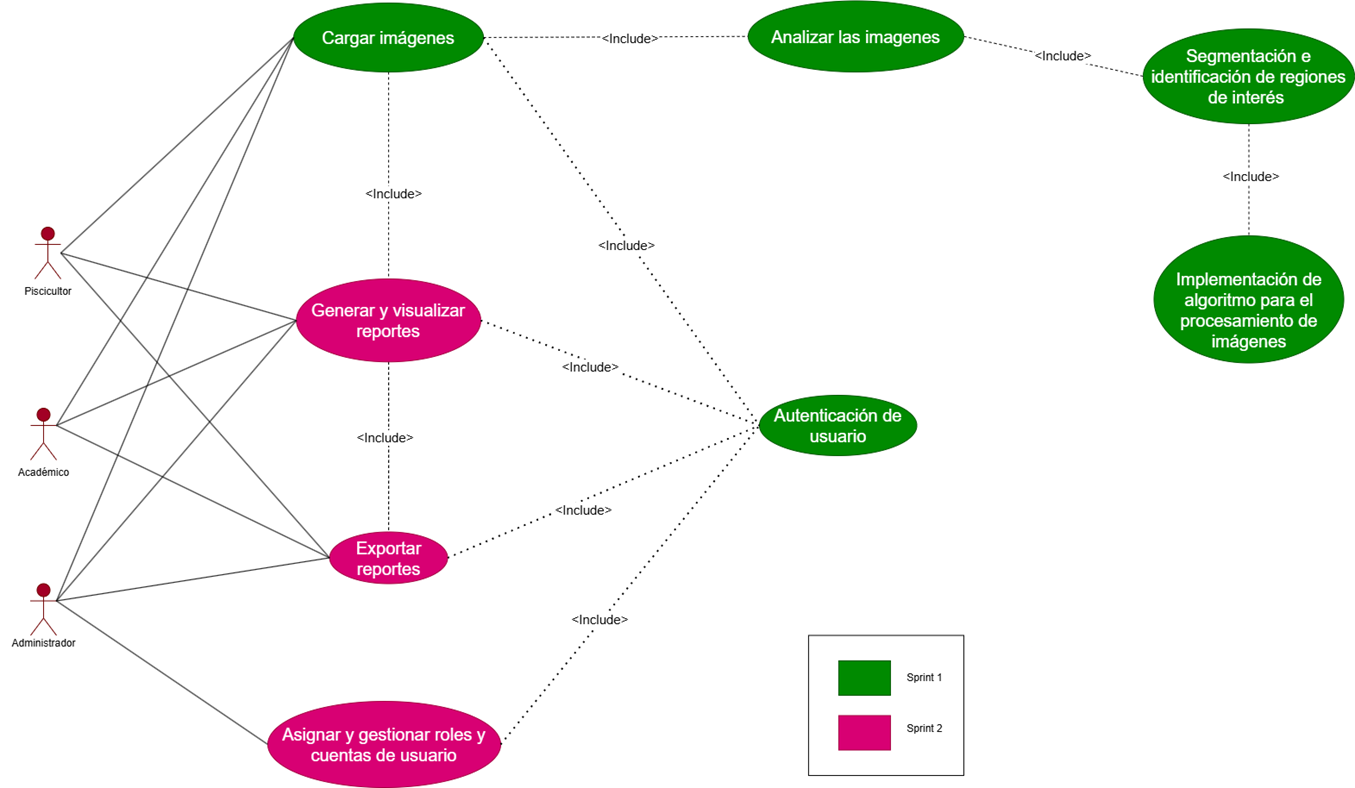 Cargar imágenes
<Include>
Analizar las imagenes
<Include>
Segmentación e
identificación de regiones
de interés
<Include>
<Include>
<Include>
Piscicultor
Generar y visualizar
reportes
Implementación de
algoritmo para el
procesamiento de
imágenes
<Include>
Autenticación de
usuario
<Include>
Académico
<Include>
Exportar
reportes
<Include>
Administrador
Asignar y gestionar roles y
cuentas de usuario
Sprint 1
Sprint 2